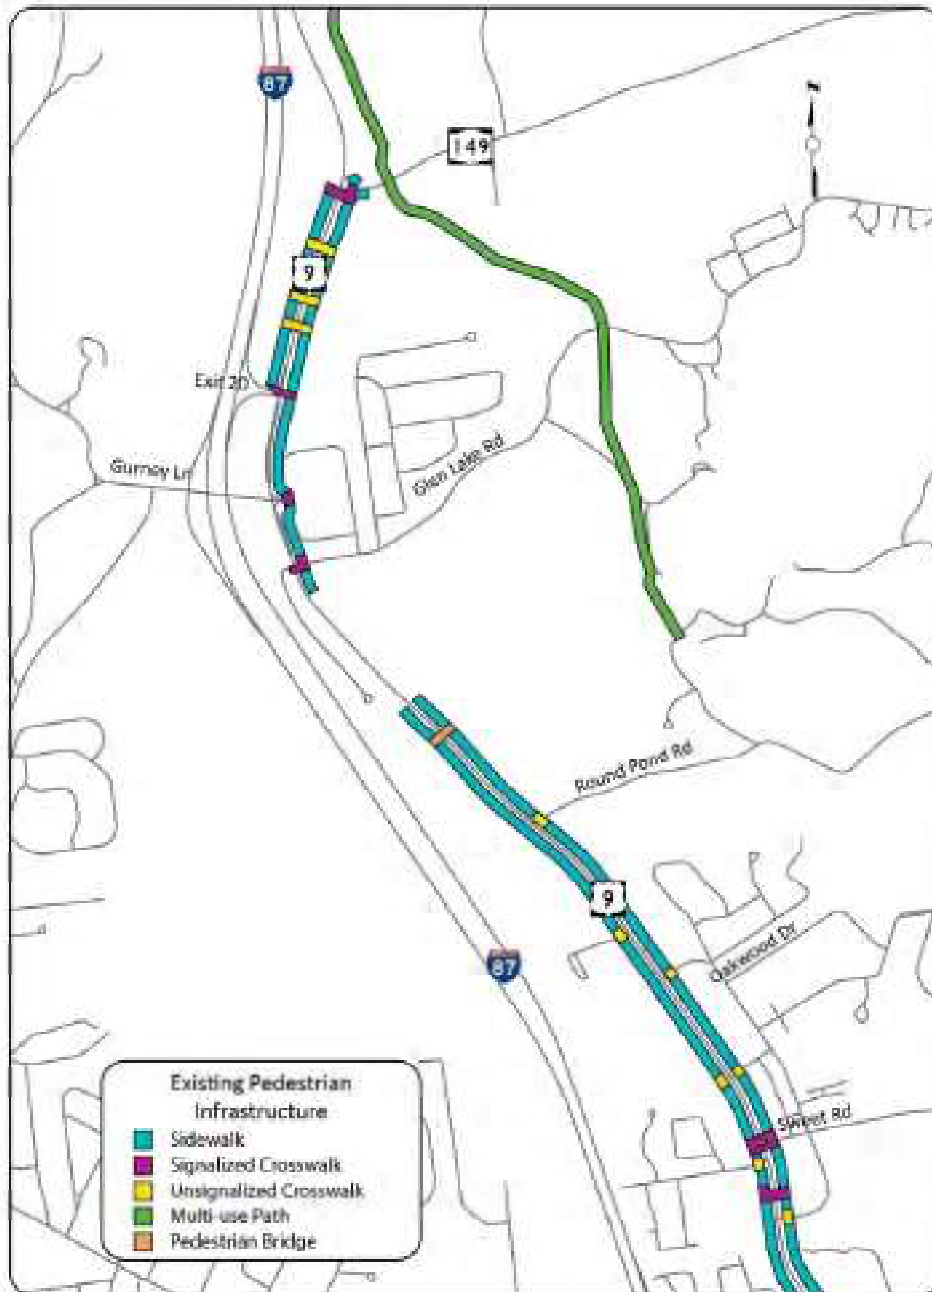 87
149
9
Exit 20
Gurney Ln
Glen Lake Rd
Round Pond Rd
9
Oakwood Dr
87
Sweet Rd
Existing Pedestrian
Infrastructure
Sidewalk
Signalized Crosswalk
Unsignalized Crosswalk
Multi-use Path
Pedestrian Bridge